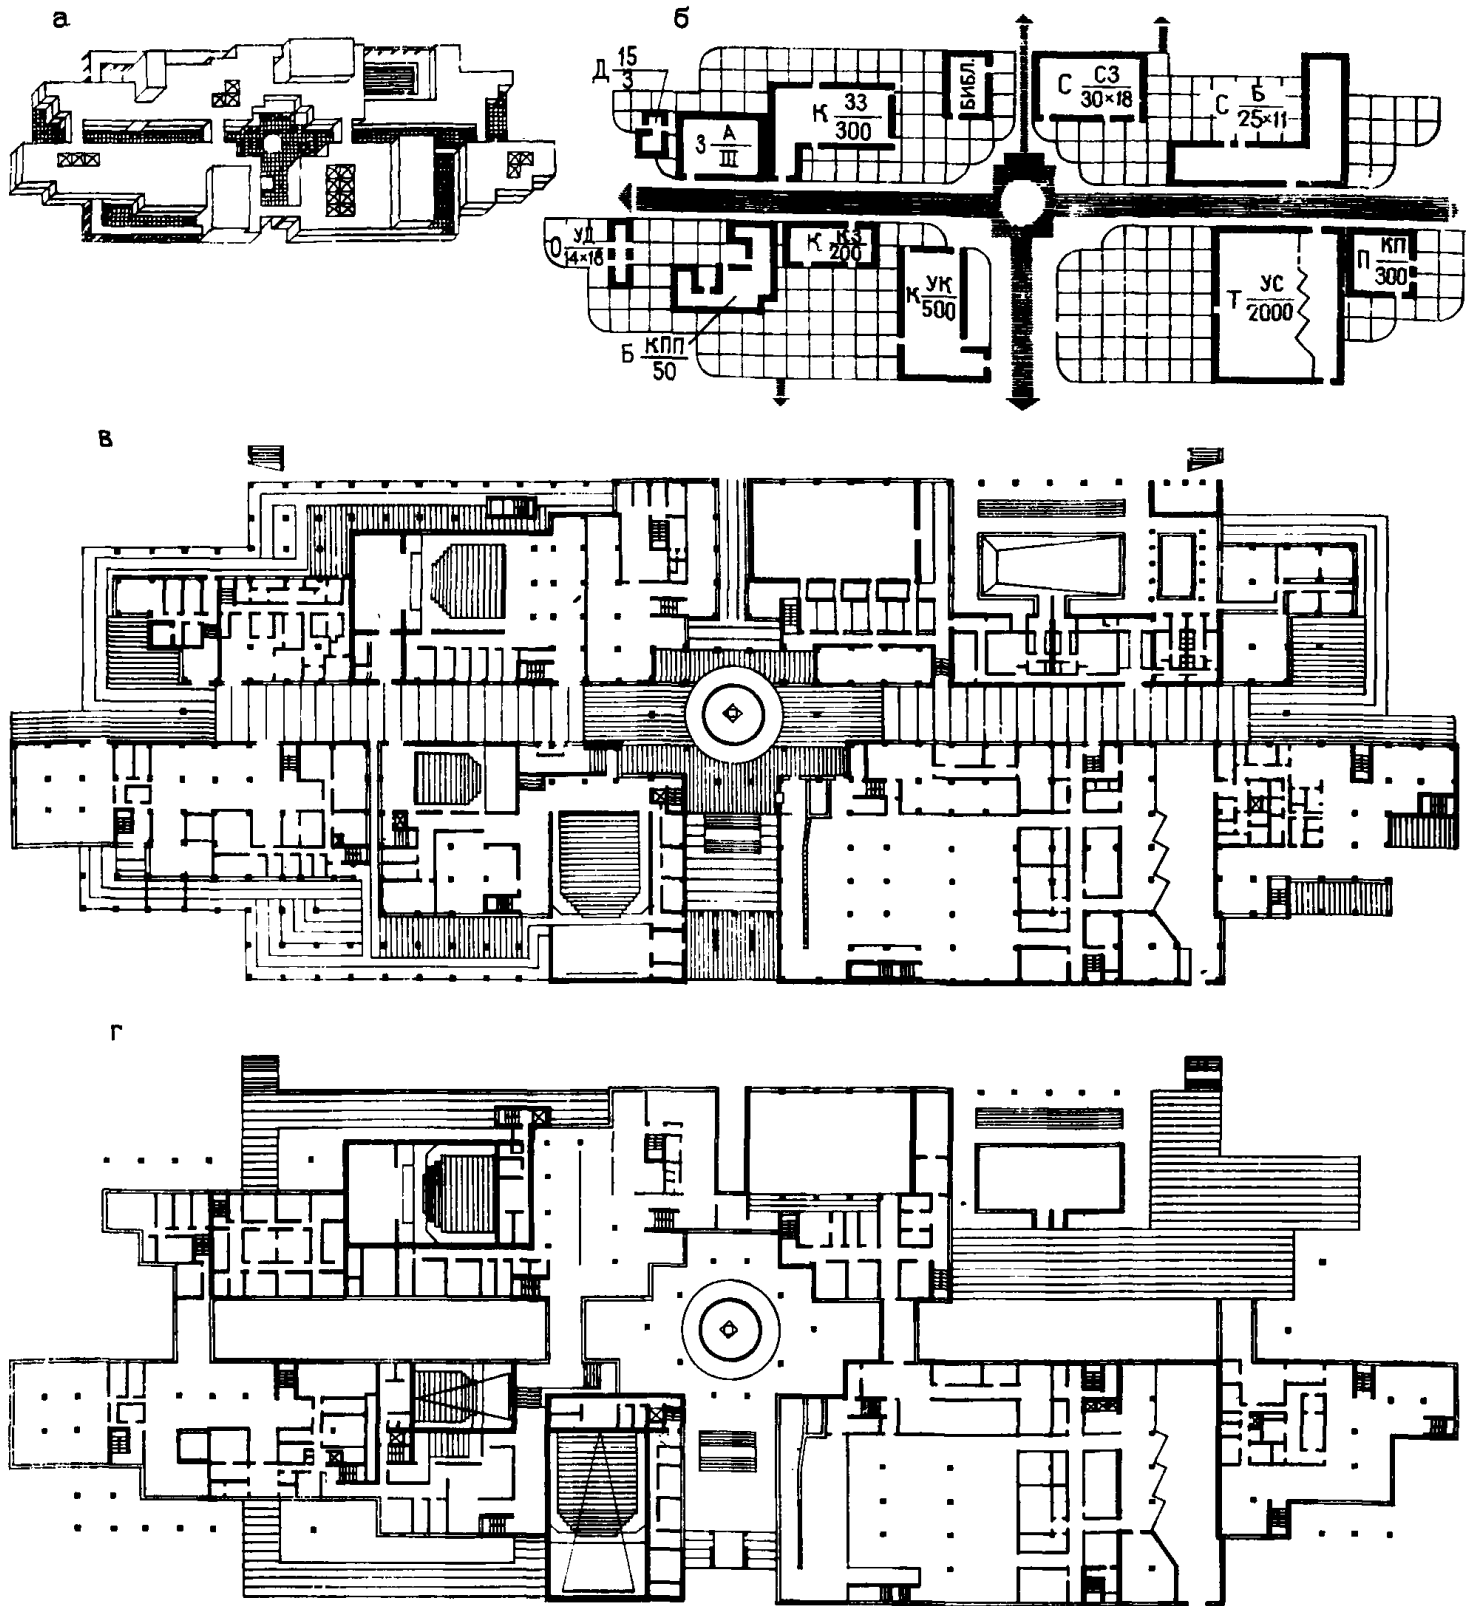 а
б
Д 15/3
З А/III
К ЗЗ/300
БИБЛ.
С СЗ/30×18
С Б/25×11
О УД/14×18
К КЗ/200
К УК/500
Т УС/2000
П КП/300
Б КПП/50
в
г